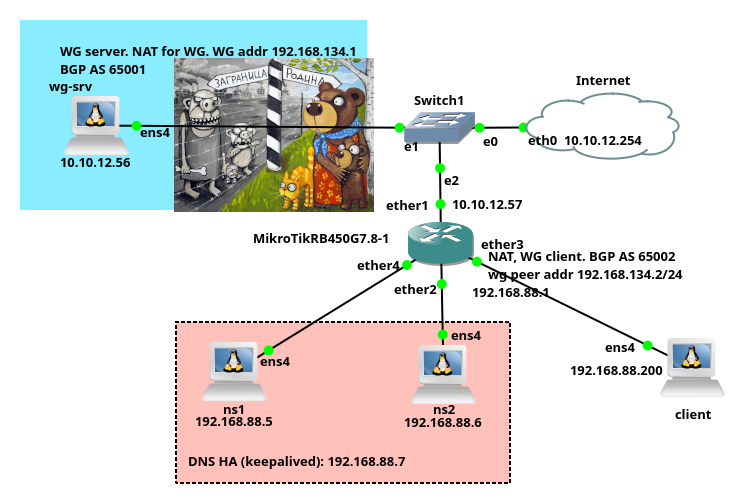 WG server. NAT for WG. WG addr 192.168.134.1
BGP AS 65001
wg-srv
ЗАГРАНИЦА
РОДИНА
Switch1
Internet
ens4
e1
e0
eth0 10.10.12.254
10.10.12.56
e2
ether1
10.10.12.57
MikroTikRB450G7.8-1
ether3
NAT, WG client. BGP AS 65002
wg peer addr 192.168.134.2/24
ether4
ether2
192.168.88.1
ens4
ens4
ens4
192.168.88.200
ns1
192.168.88.5
ns2
192.168.88.6
client
DNS HA (keepalived): 192.168.88.7